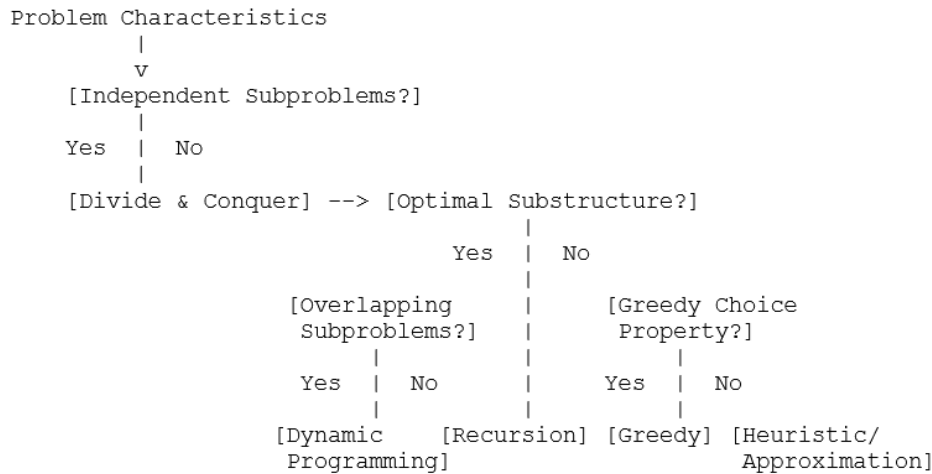 Problem Characteristics
|
v
[Independent Subproblems?]
|
Yes | No
|
[Divide & Conquer] --> [Optimal Substructure?]
|
Yes | No
|
[Overlapping | [Greedy Choice
Subproblems?] | Property?]
| | |
Yes | No | Yes | No
| | |
[Dynamic [Recursion] [Greedy] [Heuristic/
Programming] Approximation]